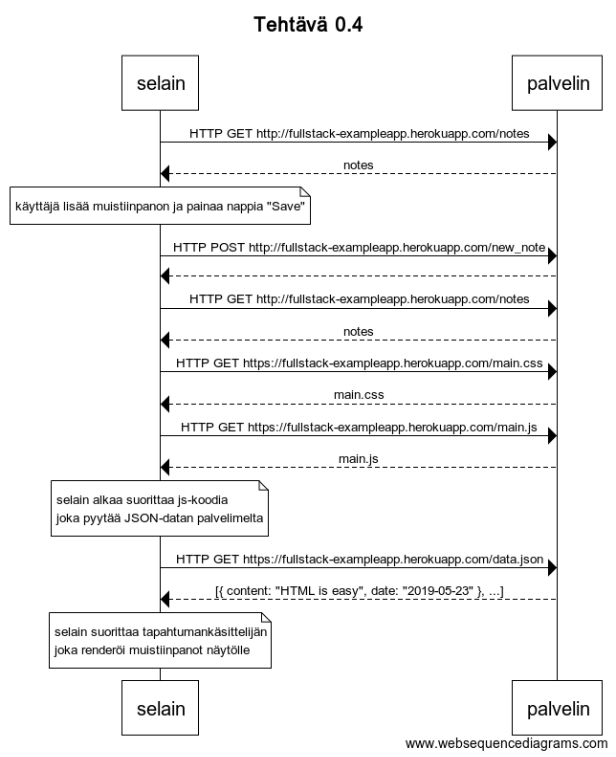 Tehtävä 0.4
selain
palvelin
HTTP GET http://fullstack-exampleapp.herokuapp.com/notes
notes
käyttäjä lisää muistiinpanon ja painaa nappia "Save"
HTTP POST http://fullstack-exampleapp.herokuapp.com/new_note
HTTP GET http://fullstack-exampleapp.herokuapp.com/notes
notes
HTTP GET https://fullstack-exampleapp.herokuapp.com/main.css
main.css
HTTP GET https://fullstack-exampleapp.herokuapp.com/main.js
main.js
selain alkaa suorittaa js-koodia
joka pyytää JSON-datan palvelimelta
HTTP GET https://fullstack-exampleapp.herokuapp.com/data.json
[{ content: "HTML is easy", date: "2019-05-23" }, ...]
selain suorittaa tapahtumankäsittelijän
joka renderöi muistiinpanot näytölle
selain
palvelin
www.websequencediagrams.com